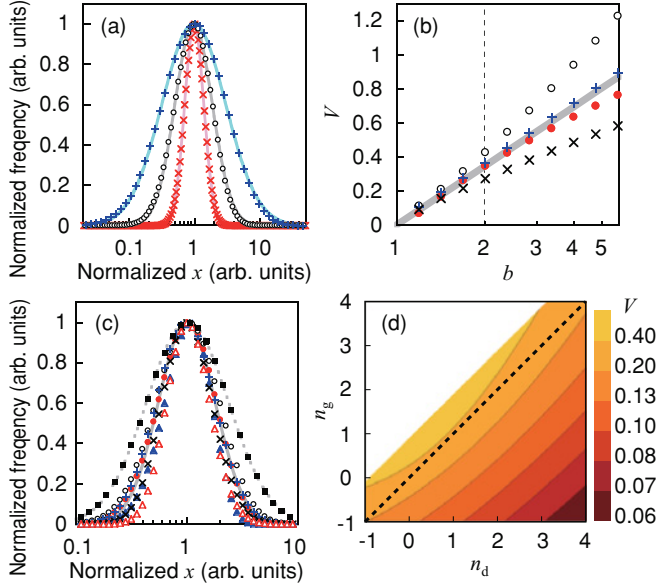 (a)
Normalized freqency (arb. units)
1
0.8
0.6
0.4
0.2
0
0.1 1 10
Normalized x (arb. units)
(b)
V
1.2
1
0.8
0.6
0.4
0.2
0
1 2 3 4 5
b
(c)
Normalized freqency (arb. units)
1
0.8
0.6
0.4
0.2
0
0.1 1 10
Normalized x (arb. units)
(d)
n_g
4
3
2
1
0
-1
-1 0 1 2 3 4
n_d
V
0.40
0.20
0.13
0.10
0.08
0.07
0.06